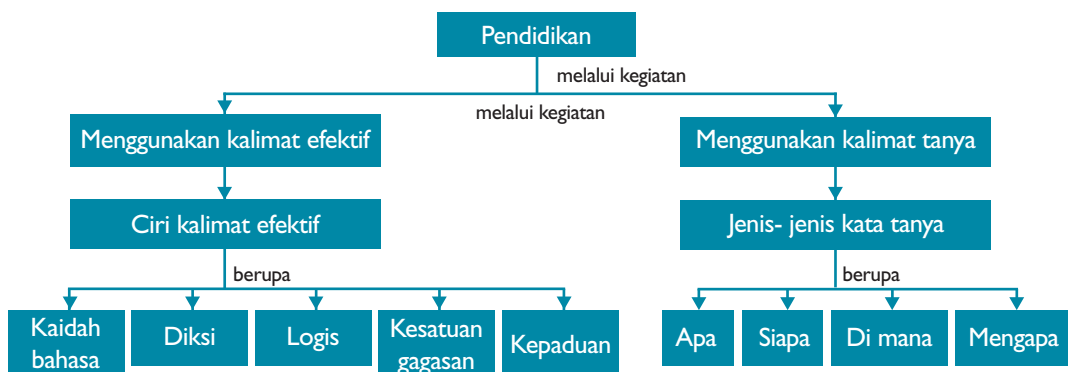 Pendidikan
melalui kegiatan
melalui kegiatan
Menggunakan kalimat efektif
Menggunakan kalimat tanya
Ciri kalimat efektif
Jenis- jenis kata tanya
berupa
berupa
Kaidah
bahasa
Diksi
Logis
Kesatuan
gagasan
Kepaduan
Apa
Siapa
Di mana
Mengapa